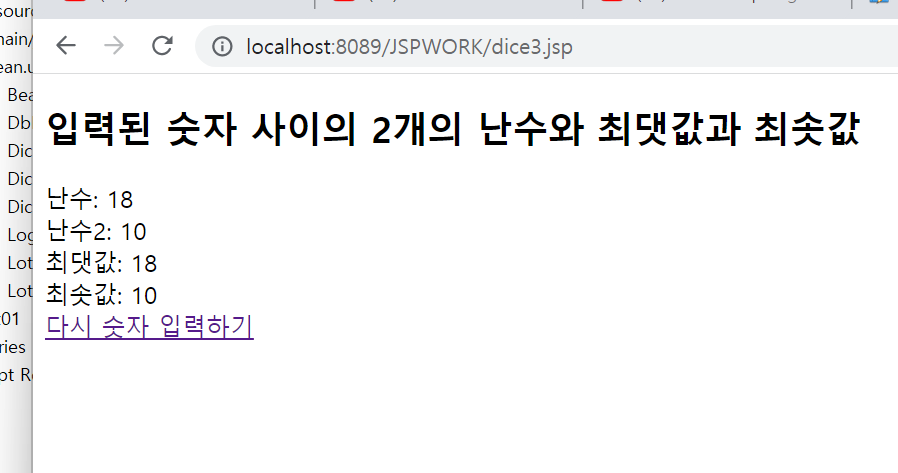 localhost:8089/JSPWORK/dice3.jsp
입력된 숫자 사이의 2개의 난수와 최댓값과 최솟값
난수: 18
난수2: 10
최댓값: 18
최솟값: 10
다시 숫자 입력하기
sourc
nain/
ean.u
Bea
Db
Dic
Dic
Dic
Log
Lot
Lot
01
ries
pt Re